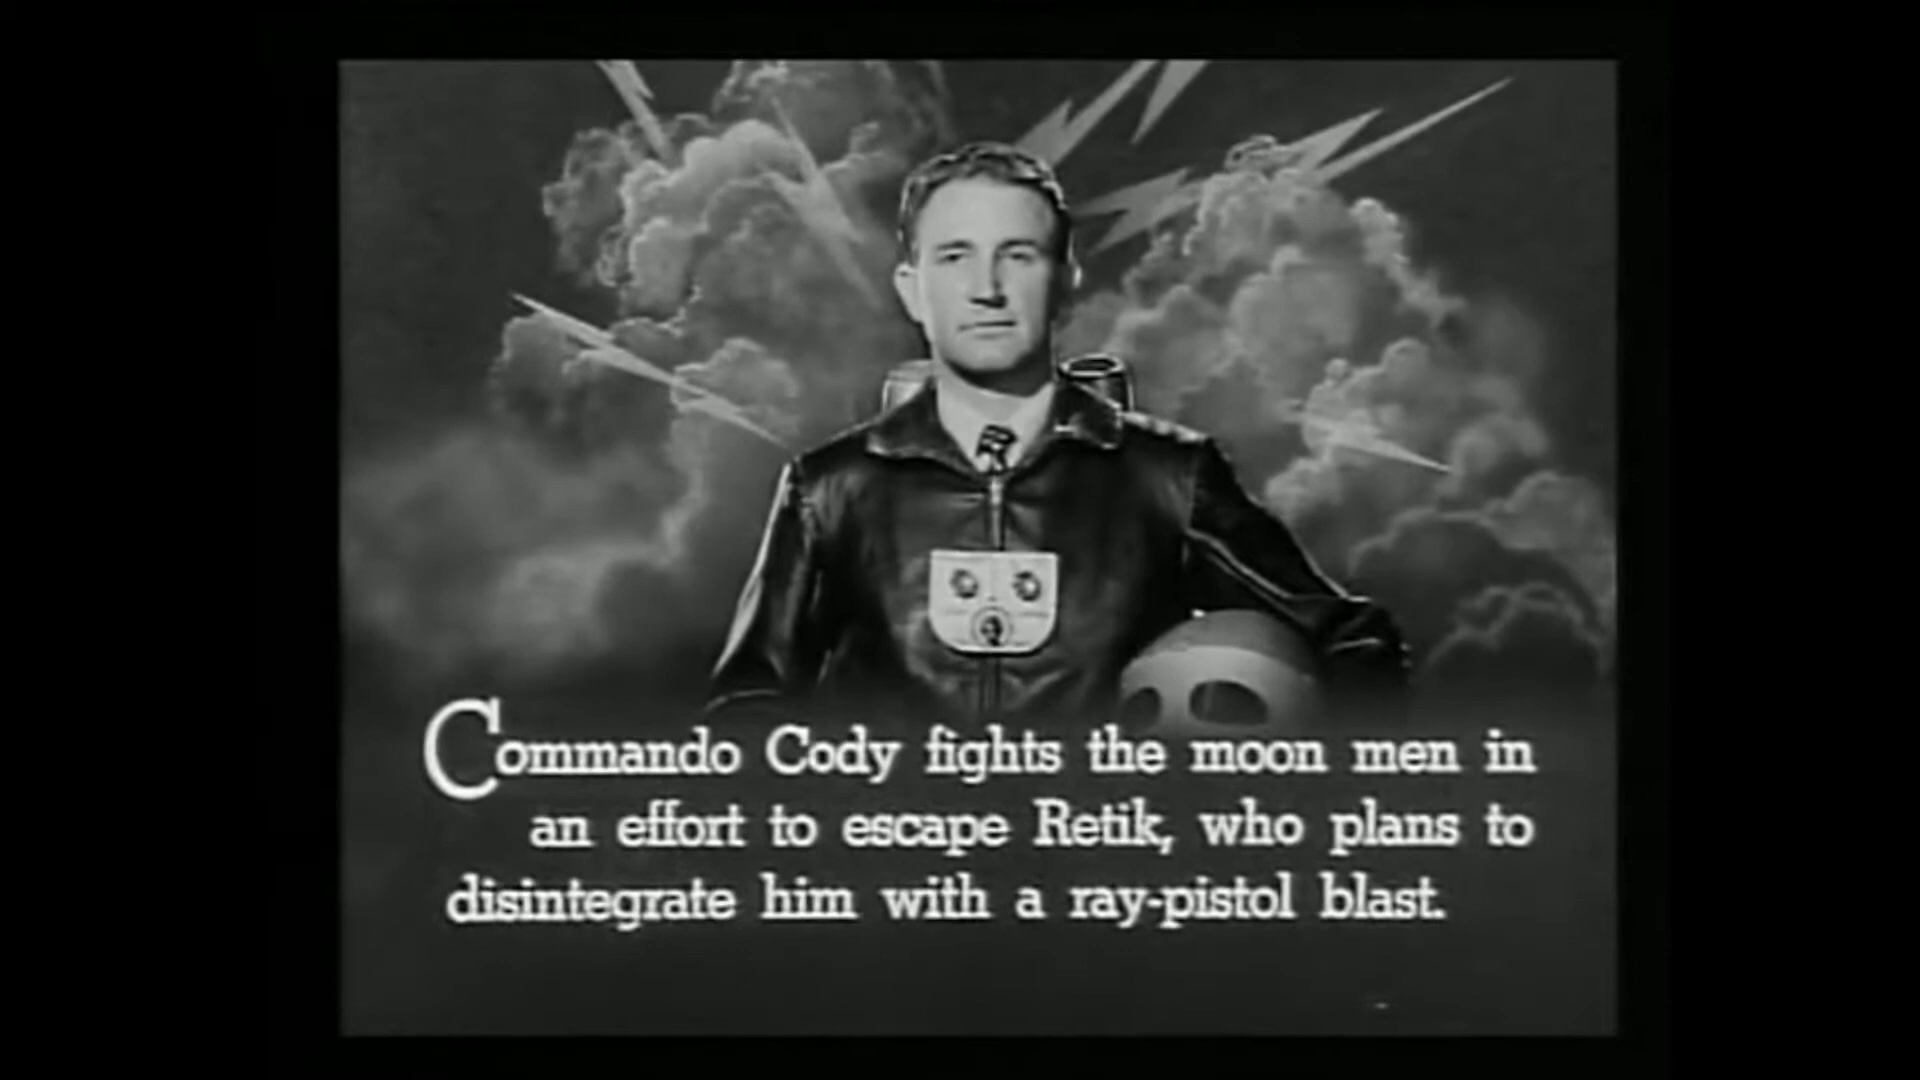 Commando Cody fights the moon men in
an effort to escape Retik, who plans to
disintegrate him with a ray-pistol blast.